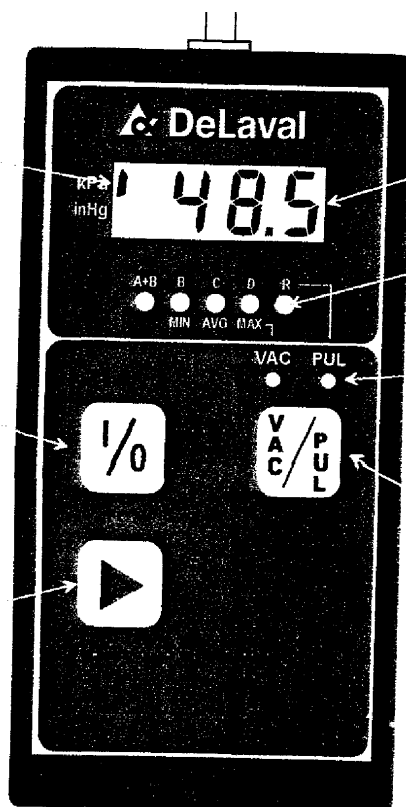 DeLaval
kPa
inHg
48.5
A+B B C D R
MIN AVG MAX
VAC PUL
I/0
VAC/PUL